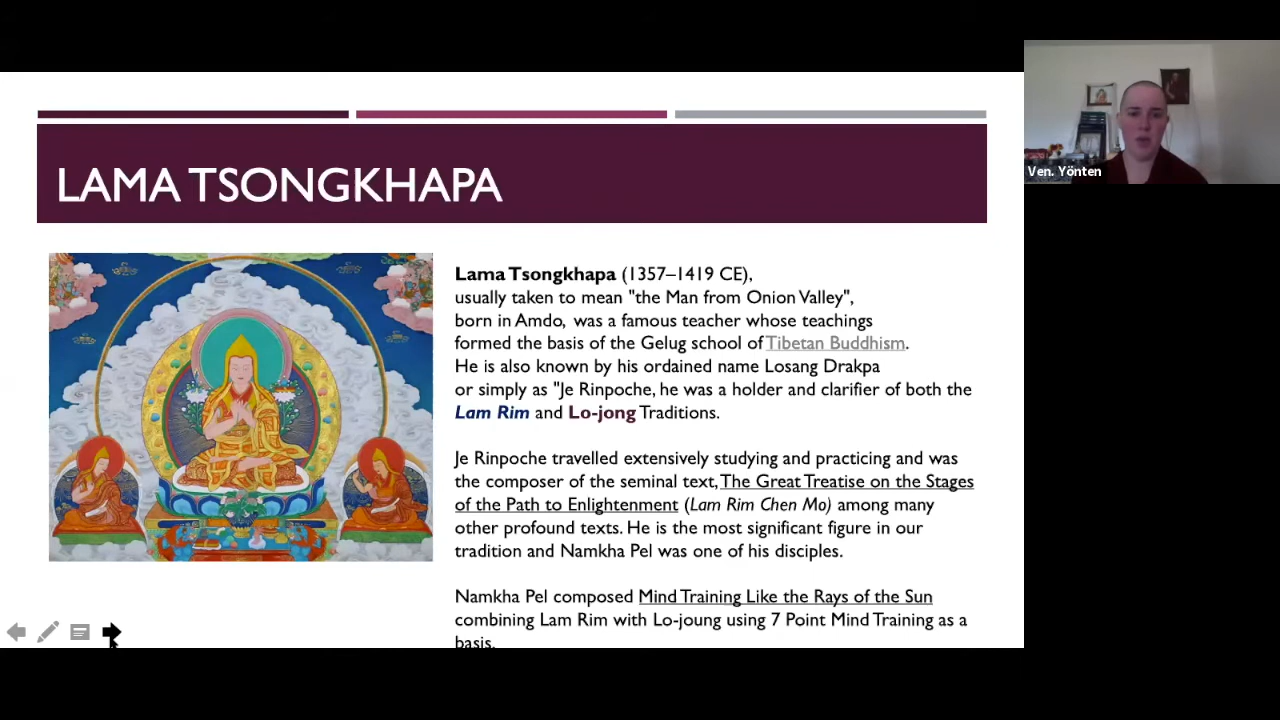 LAMA TSONGKHAPA
Lama Tsongkhapa (1357–1419 CE),
usually taken to mean "the Man from Onion Valley",
born in Amdo, was a famous teacher whose teachings
formed the basis of the Gelug school of Tibetan Buddhism.
He is also known by his ordained name Losang Drakpa
or simply as "Je Rinpoche, he was a holder and clarifier of both the
Lam Rim and Lo-jong Traditions.
Je Rinpoche travelled extensively studying and practicing and was
the composer of the seminal text, The Great Treatise on the Stages
of the Path to Enlightenment (Lam Rim Chen Mo) among many
other profound texts. He is the most significant figure in our
tradition and Namkha Pel was one of his disciples.
Namkha Pel composed Mind Training Like the Rays of the Sun
combining Lam Rim with Lo-joung using 7 Point Mind Training as a
basis.
Ven. Yönten